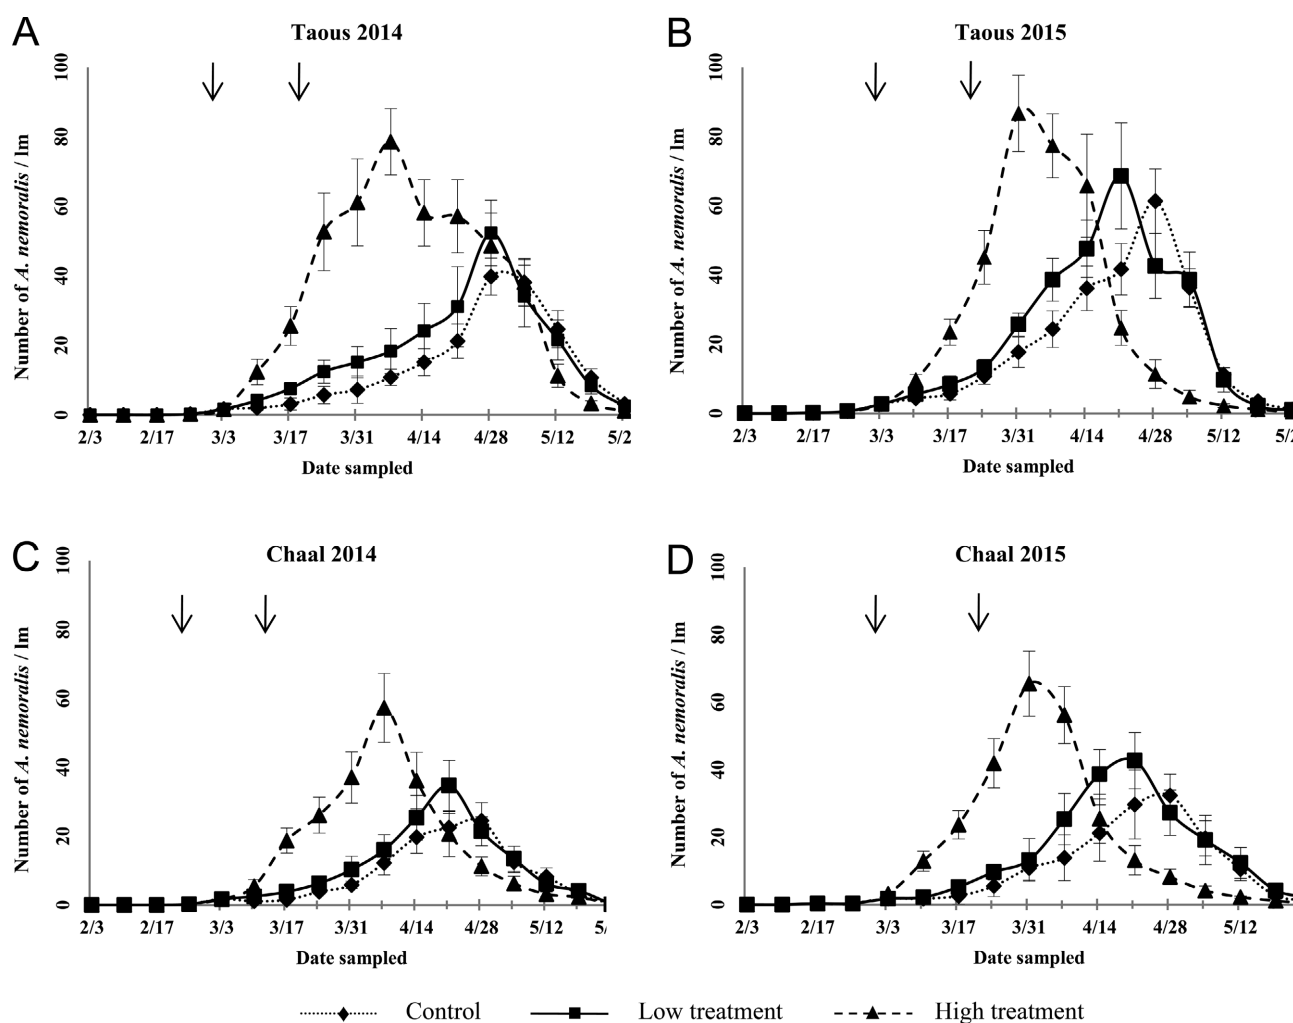 A
Taous 2014
Number of A. nemoralis / lm
100
80
60
40
20
0
2/3 2/17 3/3 3/17 3/31 4/14 4/28 5/12 5/2
Date sampled
B
Taous 2015
Number of A. nemoralis / lm
100
80
60
40
20
0
2/3 2/17 3/3 3/17 3/31 4/14 4/28 5/12 5/2
Date sampled
C
Chaal 2014
Number of A. nemoralis / lm
100
80
60
40
20
0
2/3 2/17 3/3 3/17 3/31 4/14 4/28 5/12 5/
Date sampled
D
Chaal 2015
Number of A. nemoralis / lm
100
80
60
40
20
0
2/3 2/17 3/3 3/17 3/31 4/14 4/28 5/12
Date sampled
Control Low treatment High treatment